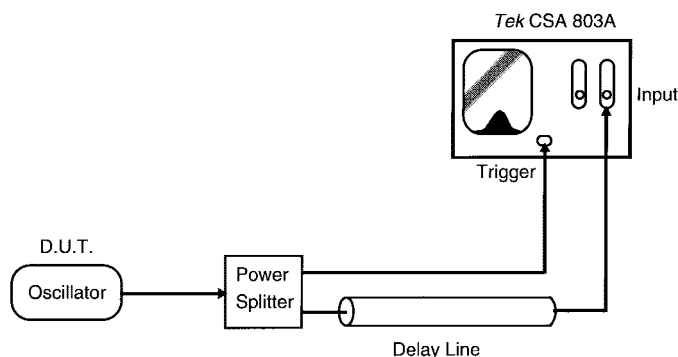 Tek CSA 803A
Input
Trigger
D.U.T.
Oscillator
Power
Splitter
Delay Line